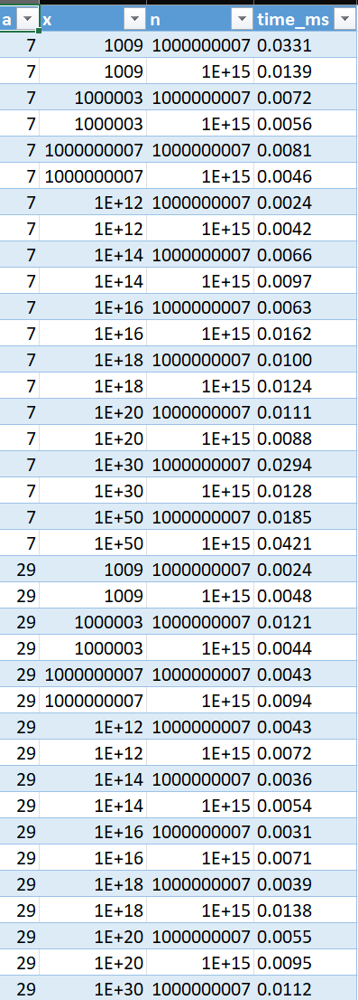 a x n time_ms
7 1009 1000000007 0.0331
7 1009 1E+15 0.0139
7 1000003 1000000007 0.0072
7 1000003 1E+15 0.0056
7 1000000007 1000000007 0.0081
7 1000000007 1E+15 0.0046
7 1E+12 1000000007 0.0024
7 1E+12 1E+15 0.0042
7 1E+14 1000000007 0.0066
7 1E+14 1E+15 0.0097
7 1E+16 1000000007 0.0063
7 1E+16 1E+15 0.0162
7 1E+18 1000000007 0.0100
7 1E+18 1E+15 0.0124
7 1E+20 1000000007 0.0111
7 1E+20 1E+15 0.0088
7 1E+30 1000000007 0.0294
7 1E+30 1E+15 0.0128
7 1E+50 1000000007 0.0185
7 1E+50 1E+15 0.0421
29 1009 1000000007 0.0024
29 1009 1E+15 0.0048
29 1000003 1000000007 0.0121
29 1000003 1E+15 0.0044
29 1000000007 1000000007 0.0043
29 1000000007 1E+15 0.0094
29 1E+12 1000000007 0.0043
29 1E+12 1E+15 0.0072
29 1E+14 1000000007 0.0036
29 1E+14 1E+15 0.0054
29 1E+16 1000000007 0.0031
29 1E+16 1E+15 0.0071
29 1E+18 1000000007 0.0039
29 1E+18 1E+15 0.0138
29 1E+20 1000000007 0.0055
29 1E+20 1E+15 0.0095
29 1E+30 1000000007 0.0112